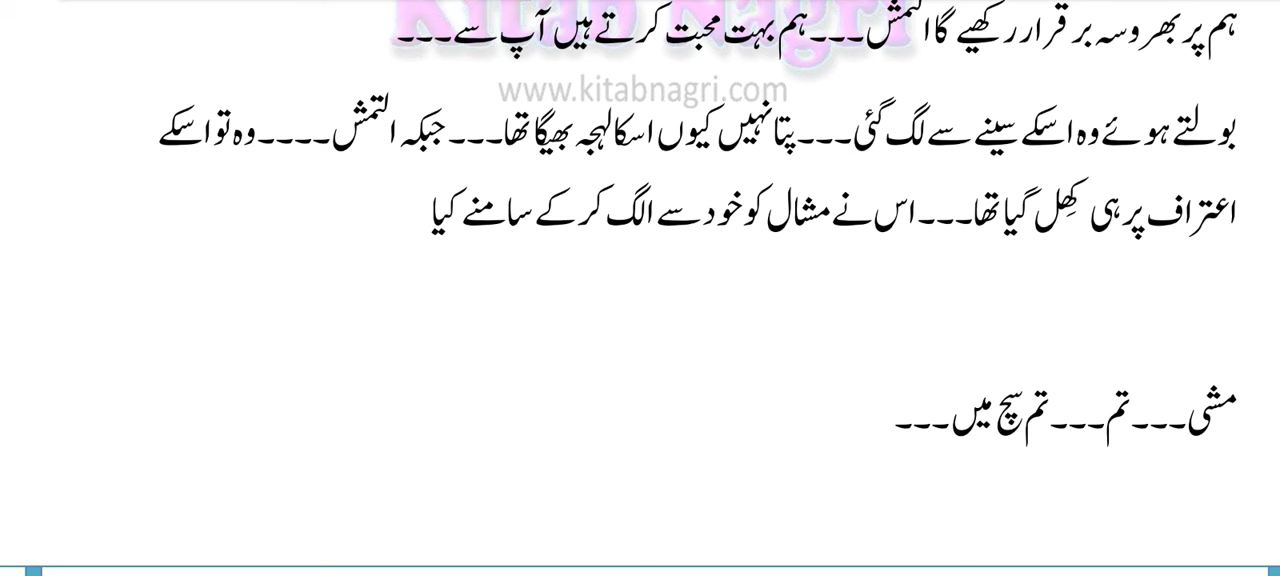 Kitab Nagri
ہم پر بھروسہ برقرار رکھیے گا التمش۔۔۔ہم بہت محبت کرتے ہیں آپ سے۔۔۔
www.kitabnagri.com
بولتے ہوئے وہ اسکے سینے سے لگ گئی۔۔۔پتا نہیں کیوں اسکا لہجہ بھیگا تھا۔۔۔جبکہ التمش۔۔۔۔وہ تو اسکے
اعتراف پر ہی کھِل گیا تھا۔۔۔اس نے مشال کو خود سے الگ کر کے سامنے کیا
مشی۔۔۔تم۔۔۔تم سچ میں۔۔۔